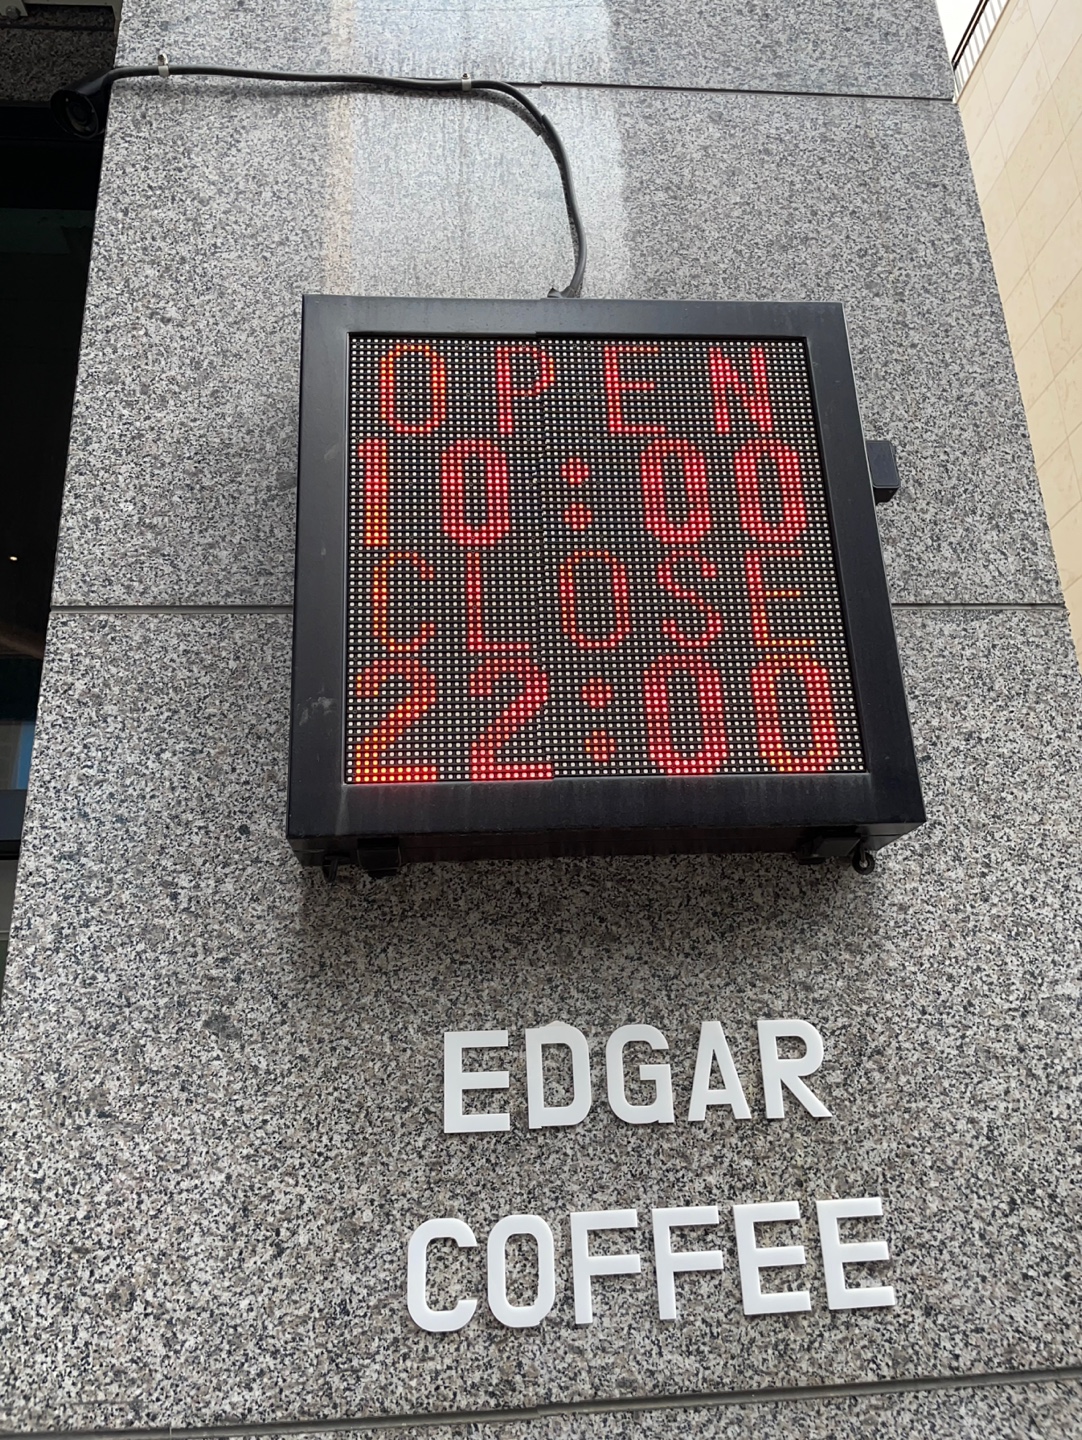 OPEN
10:00
CLOSE
22:00
EDGAR
COFFEE